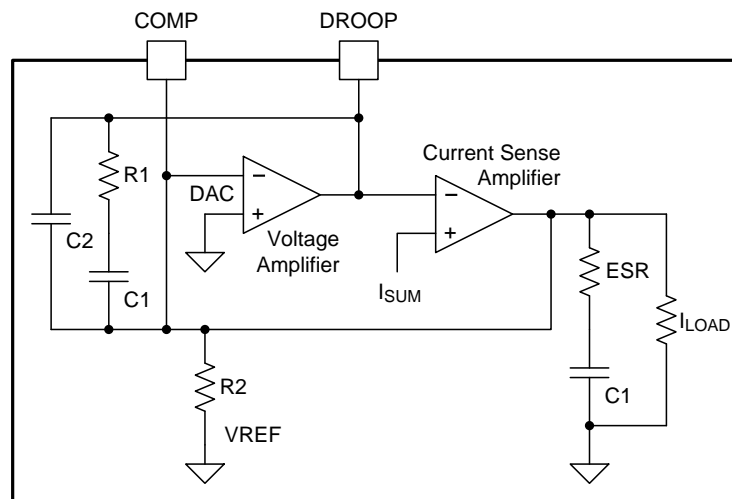 COMP
DROOP
R1
C2
C1
DAC
−
+
Voltage
Amplifier
Current Sense
Amplifier
−
+
ISUM
ESR
ILOAD
C1
R2
VREF